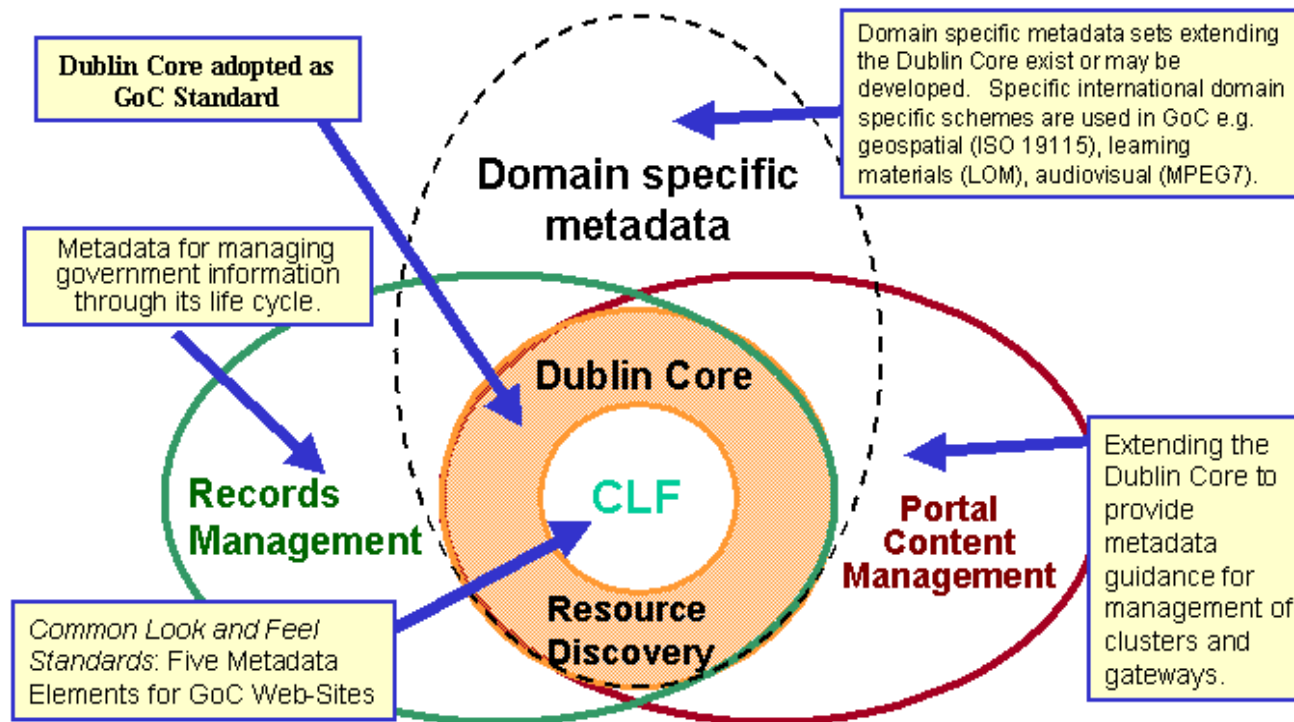 Dublin Core adopted as
GoC Standard
Domain specific metadata sets extending
the Dublin Core exist or may be
developed. Specific international domain
specific schemes are used in GoC e.g.
geospatial (ISO 19115), learning
materials (LOM), audiovisual (MPEG7).
Domain specific
metadata
Metadata for managing
government information
through its life cycle.
Dublin Core
CLF
Records
Management
Portal
Content
Management
Extending the
Dublin Core to
provide
metadata
guidance for
management of
clusters and
gateways.
Resource
Discovery
Common Look and Feel
Standards: Five Metadata
Elements for GoC Web-Sites